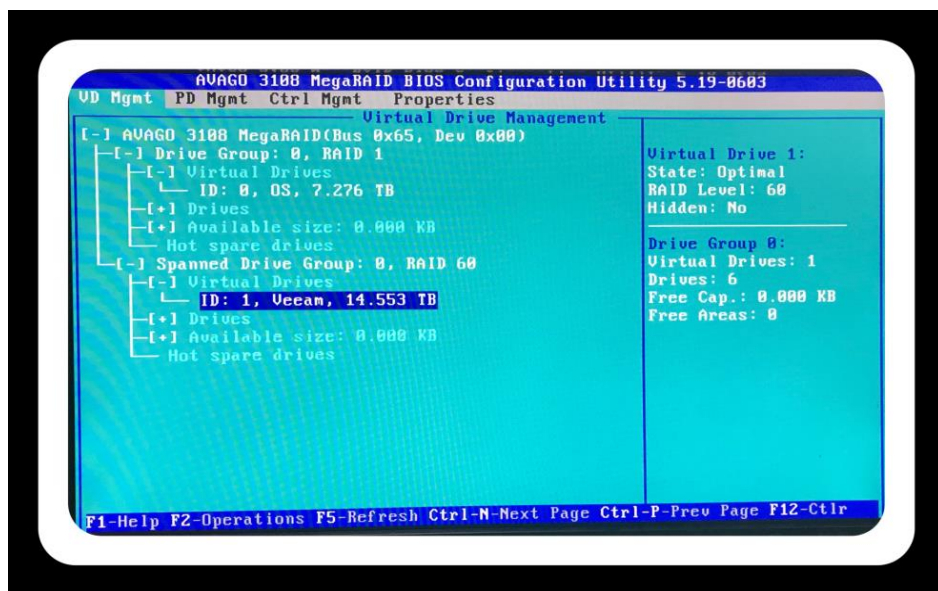 AVAGO 3108 MegaRAID BIOS Configuration Utility 5.19-0603
VD Mgmt PD Mgmt Ctrl Mgmt Properties
Virtual Drive Management
[-] AVAGO 3108 MegaRAID(Bus 0x65, Dev 0x00)
[-] Drive Group: 0, RAID 1
[-] Virtual Drives
ID: 0, OS, 7.276 TB
[+] Drives
[+] Available size: 0.000 KB
Hot spare drives
[-] Spanned Drive Group: 0, RAID 60
[-] Virtual Drives
ID: 1, Veeam, 14.553 TB
[+] Drives
[+] Available size: 0.000 KB
Hot spare drives
Virtual Drive 1:
State: Optimal
RAID Level: 60
Hidden: No
Drive Group 0:
Virtual Drives: 1
Drives: 6
Free Cap.: 0.000 KB
Free Areas: 0
F1-Help F2-Operations F5-Refresh Ctrl-N-Next Page Ctrl-P-Prev Page F12-Ctlr